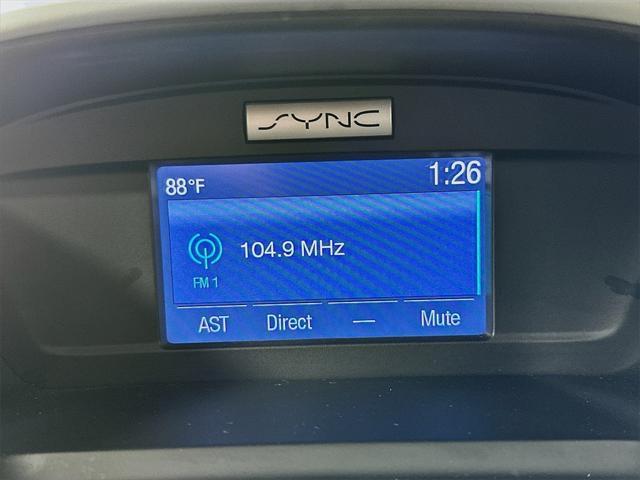 SYNC
88°F 1:26
104.9 MHz
FM 1
AST Direct — Mute